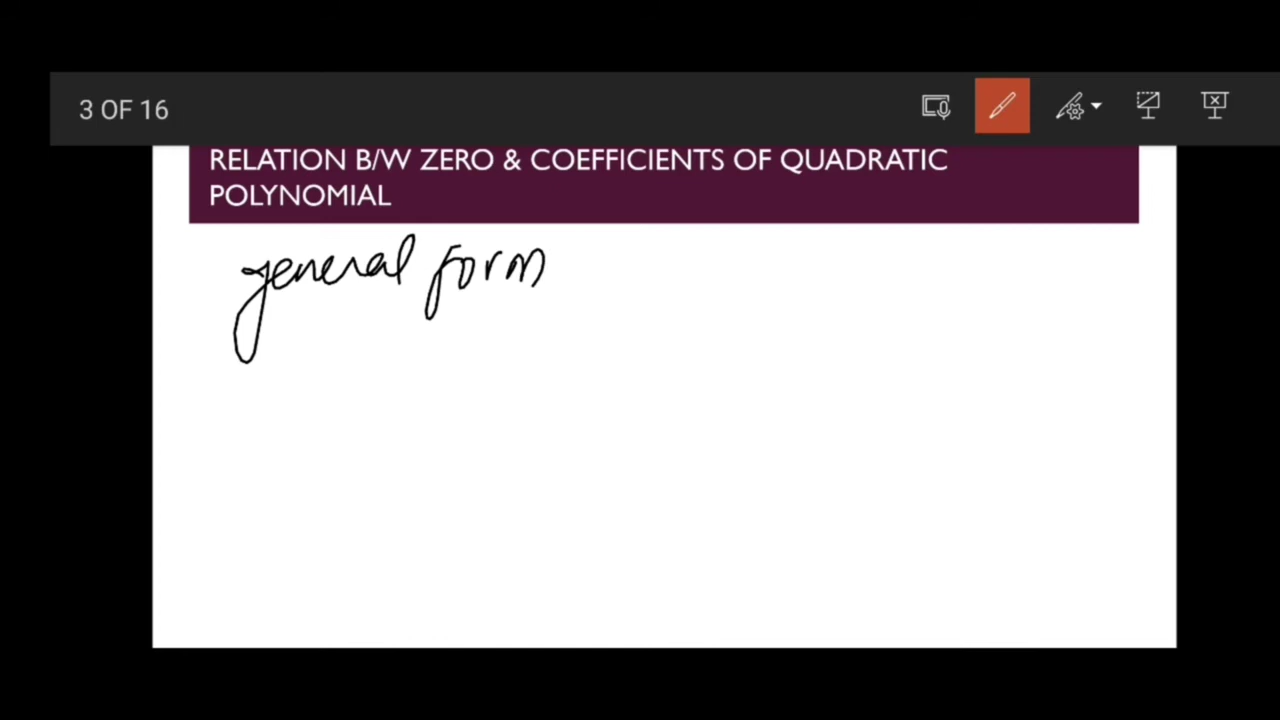 3 OF 16
RELATION B/W ZERO & COEFFICIENTS OF QUADRATIC
POLYNOMIAL
general form